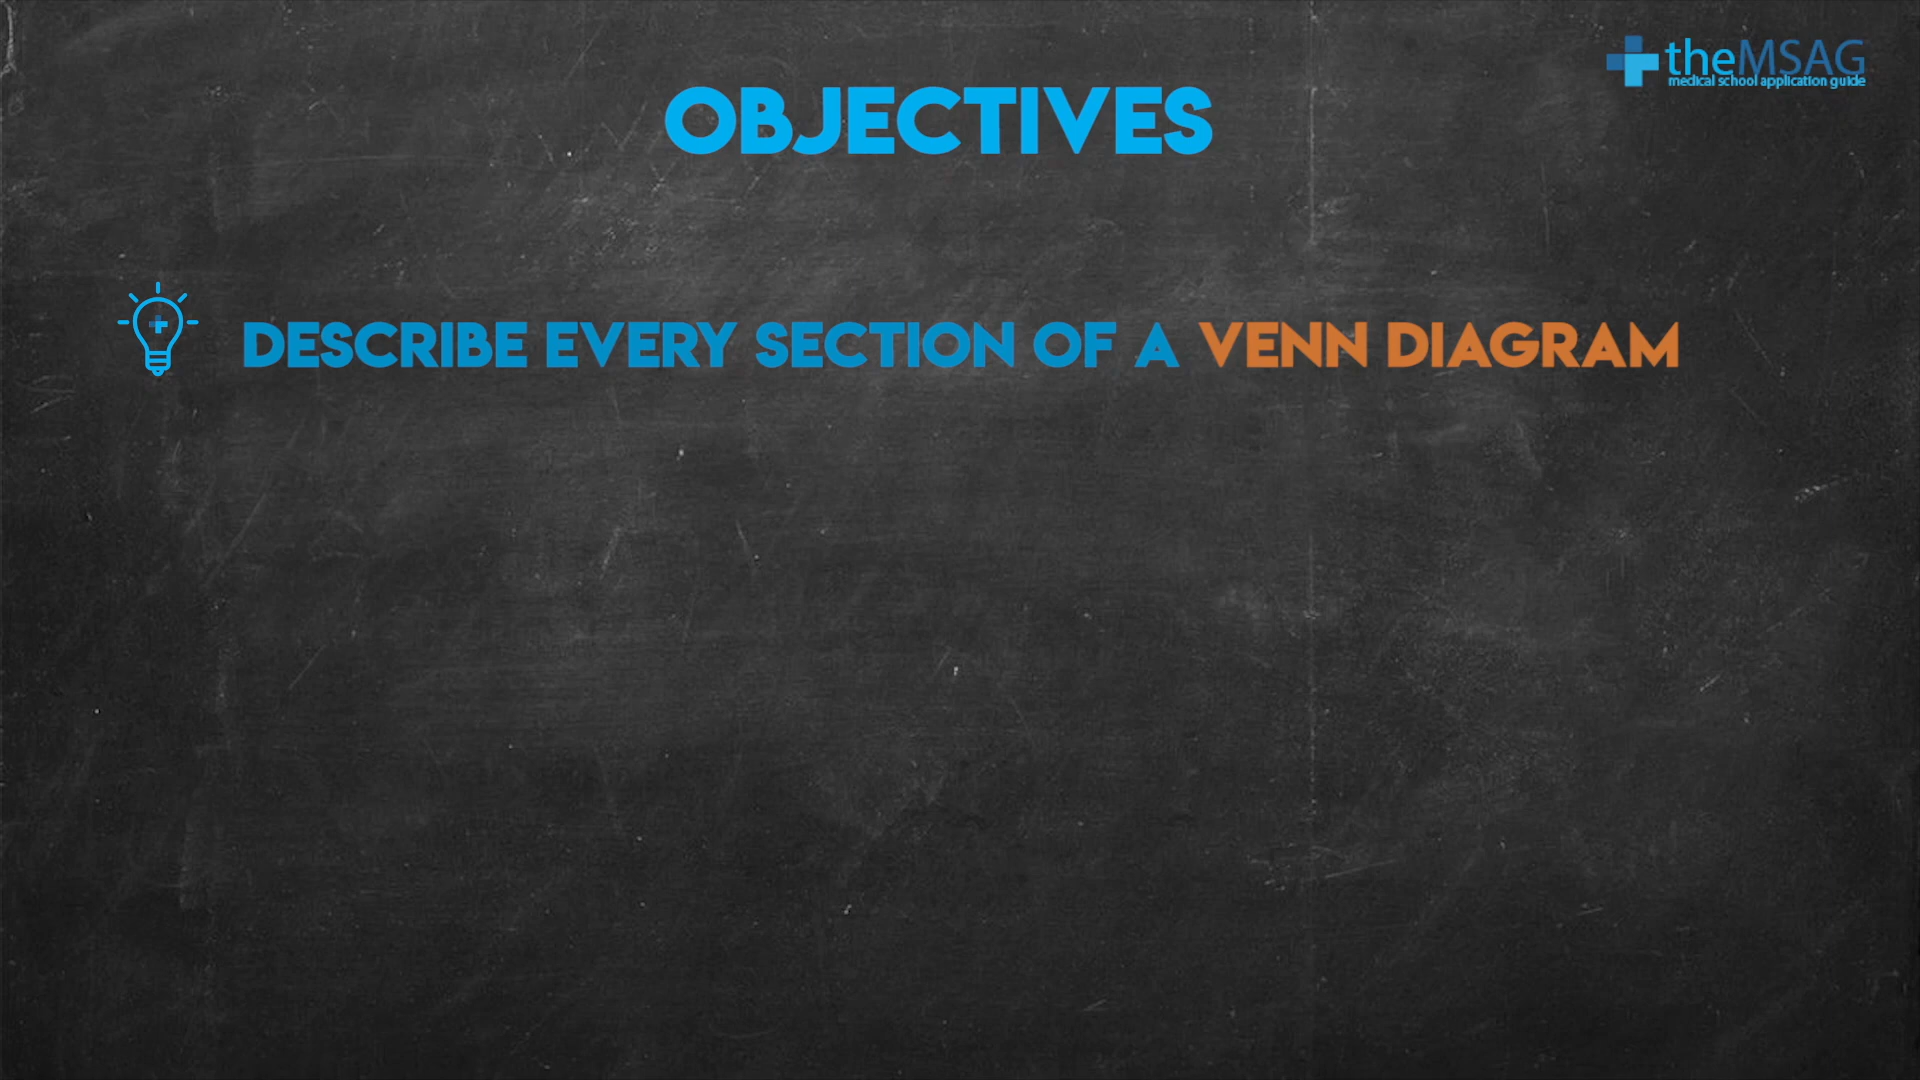 theMSAG
medical school application guide
OBJECTIVES
DESCRIBE EVERY SECTION OF A VENN DIAGRAM